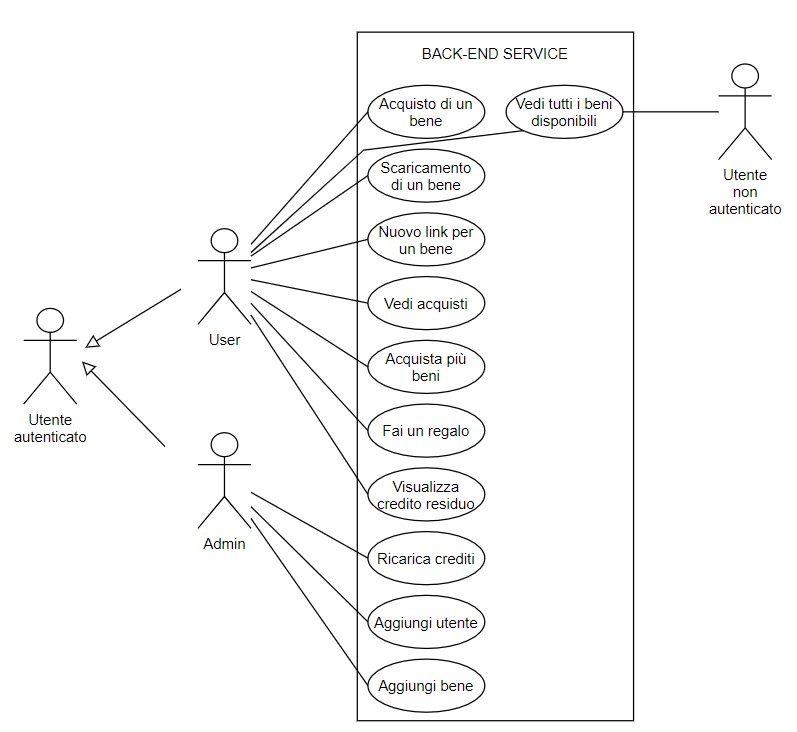 BACK-END SERVICE
Acquisto di un
bene
Vedi tutti i beni
disponibili
Utente
non
autenticato
Scaricamento
di un bene
Nuovo link per
un bene
Vedi acquisti
User
Acquista più
beni
Utente
autenticato
Fai un regalo
Visualizza
credito residuo
Admin
Ricarica crediti
Aggiungi utente
Aggiungi bene